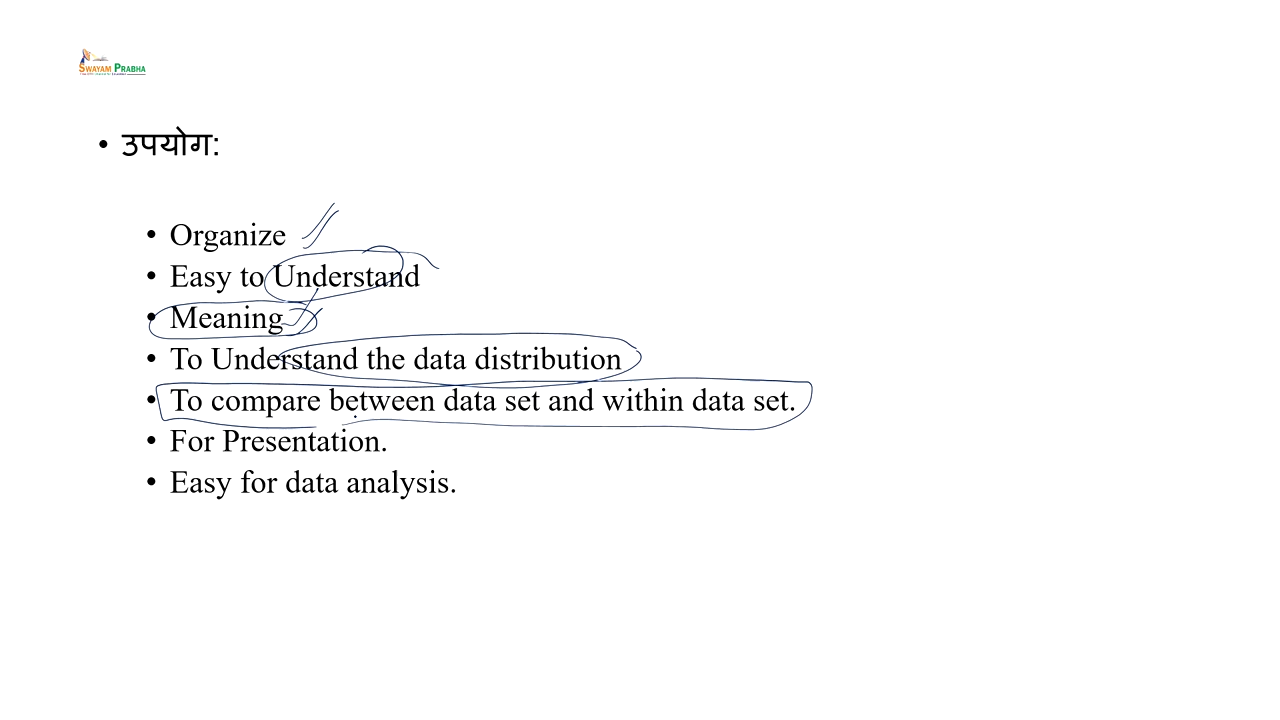 SWAYAM PRABHA
• उपयोग:
• Organize
• Easy to Understand
• Meaning
• To Understand the data distribution
• To compare between data set and within data set.
• For Presentation.
• Easy for data analysis.